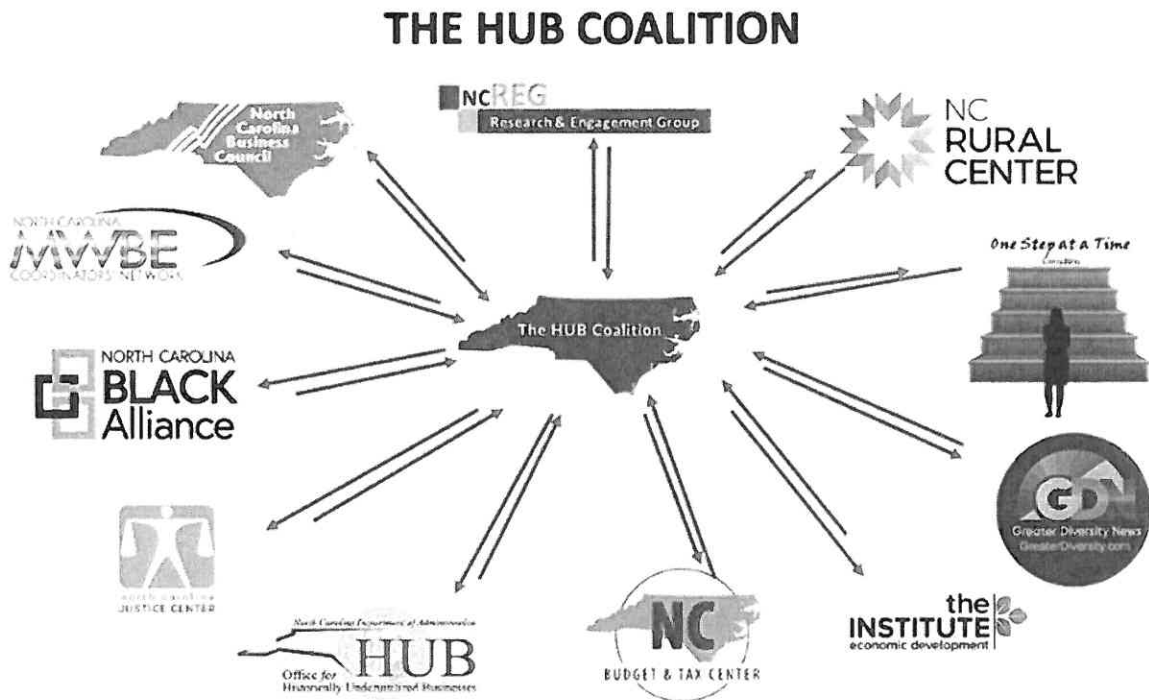 THE HUB COALITION
North
Carolina
Business
Council
NCREG
Research & Engagement Group
NC
RURAL
CENTER
NORTH CAROLINA
MWBE
COORDINATORS' NETWORK
One Step at a Time
Consulting
The HUB Coalition
NORTH CAROLINA
BLACK
Alliance
GDN
Greater Diversity News
GreaterDiversity.com
north carolina
JUSTICE CENTER
North Carolina Department of Administration
HUB
Office for
Historically Underutilized Businesses
NC
BUDGET & TAX CENTER
the
INSTITUTE
economic development